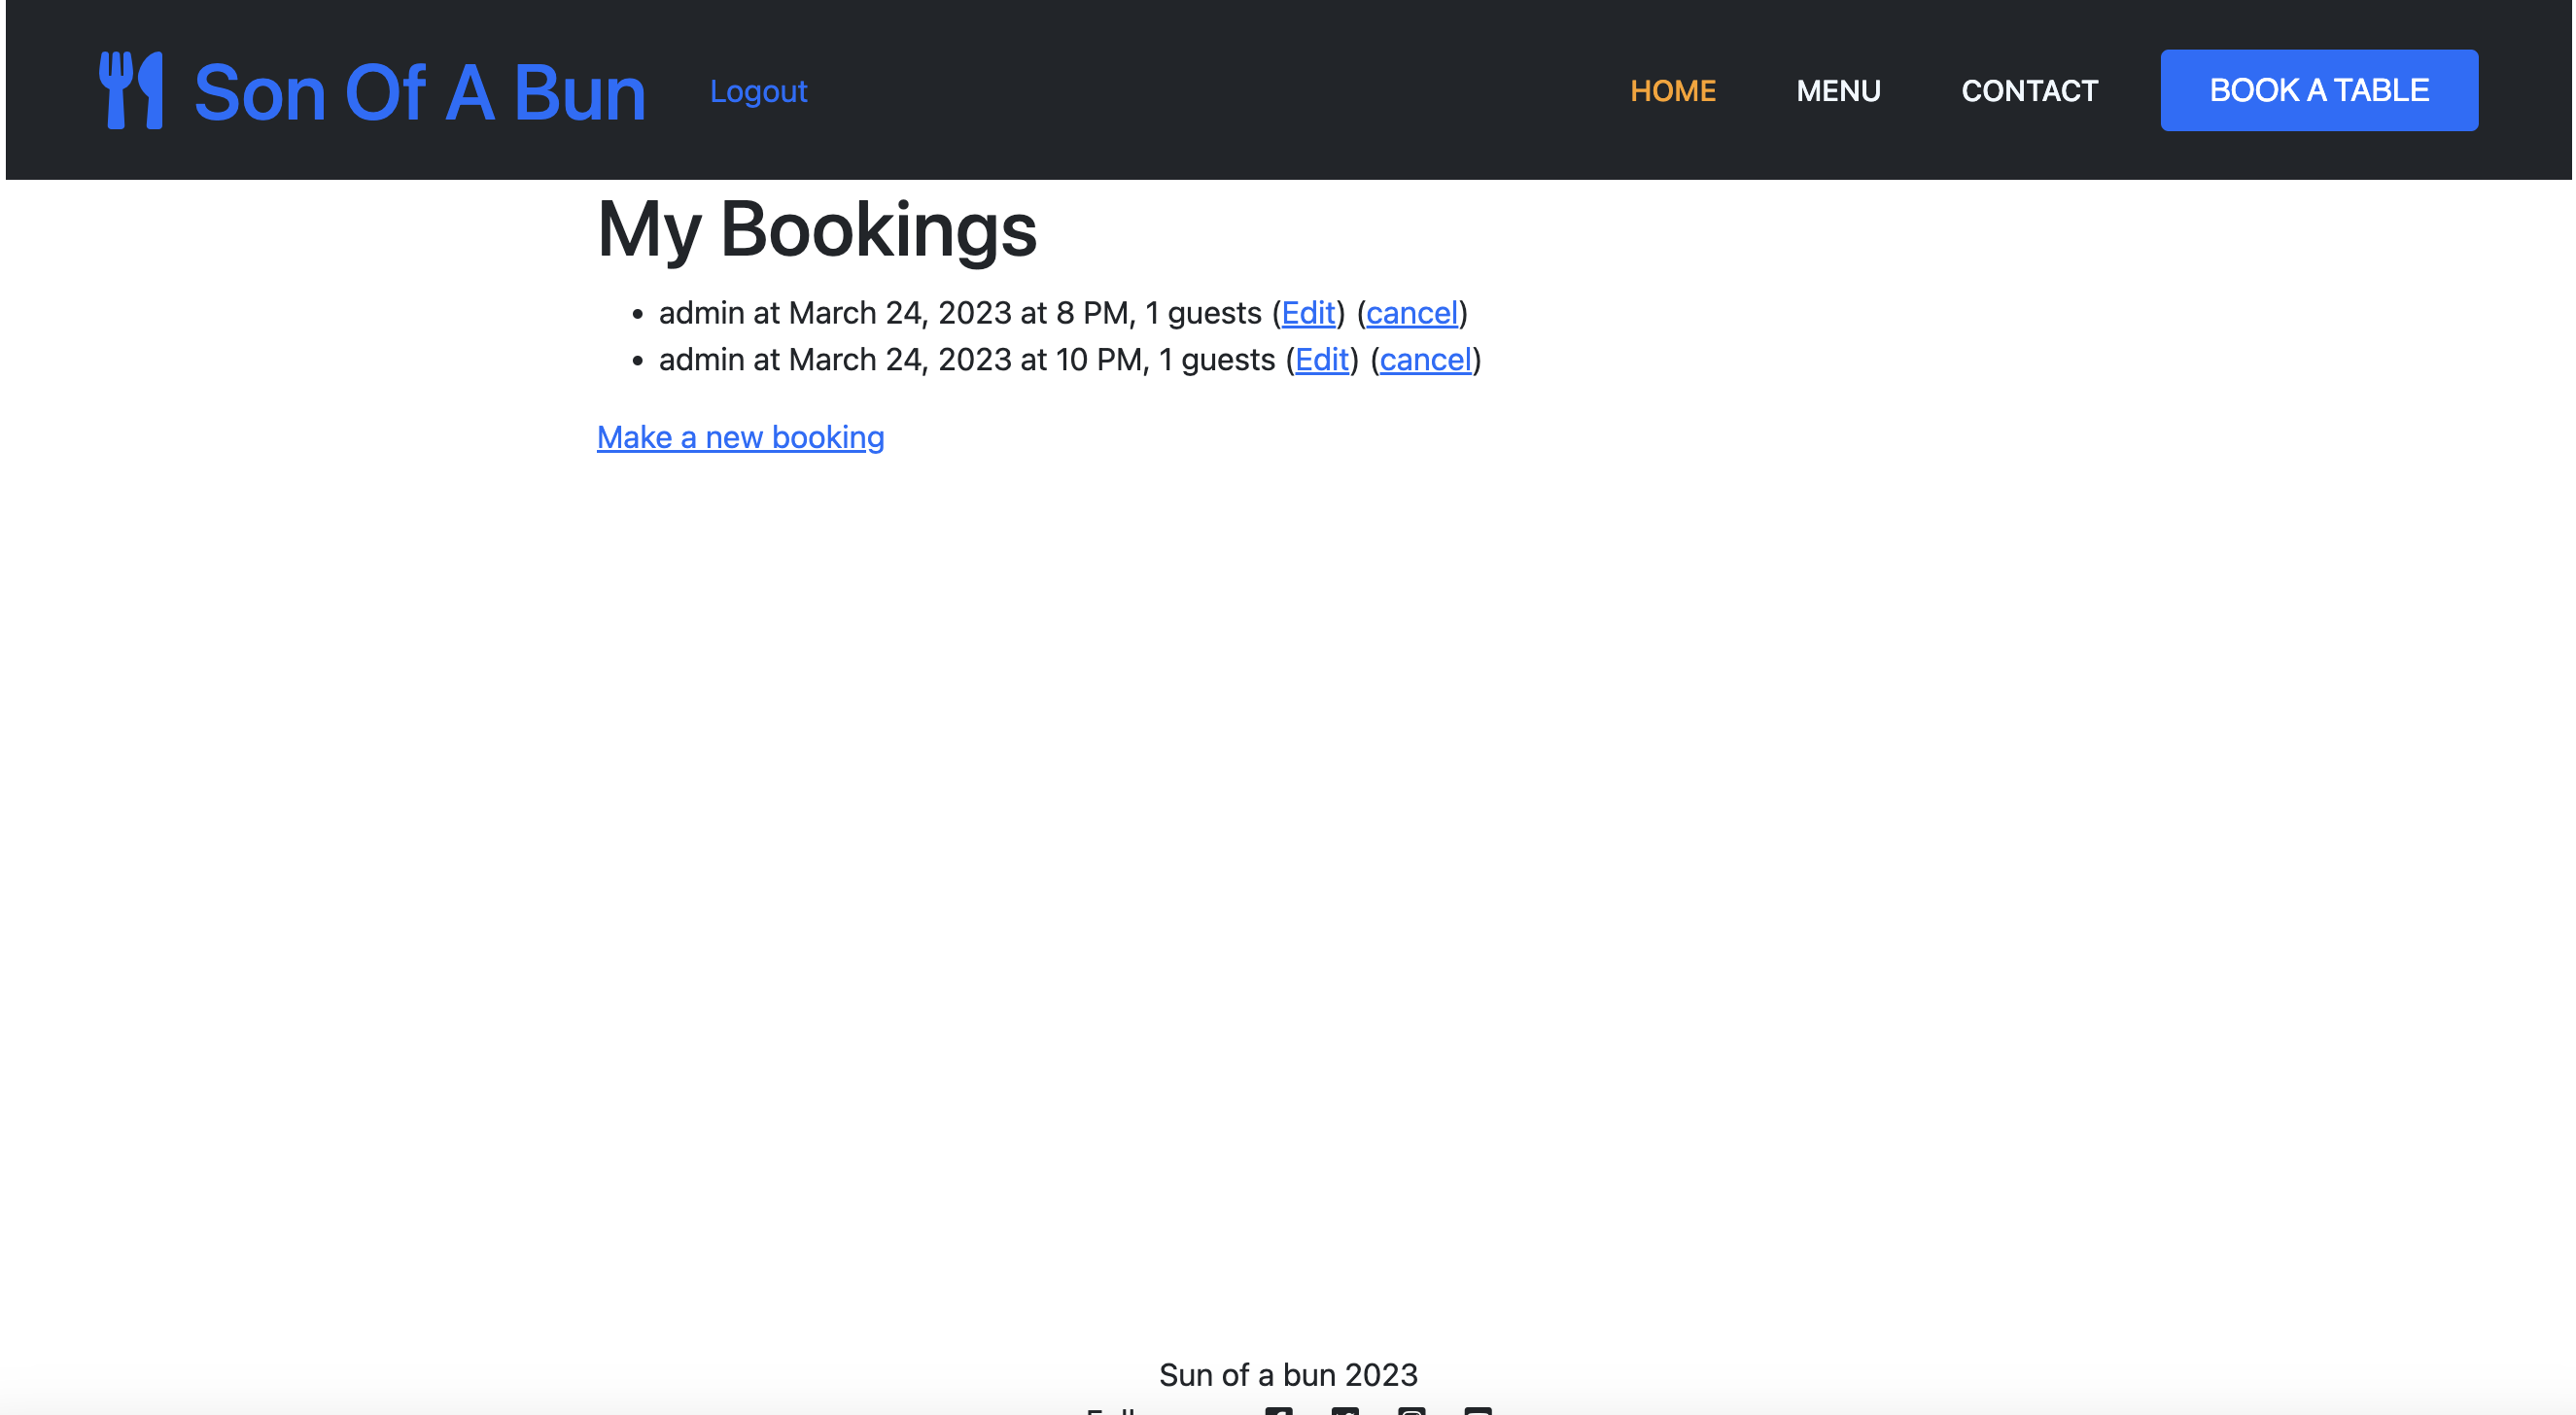 Son Of A Bun Logout HOME MENU CONTACT BOOK A TABLE
My Bookings
• admin at March 24, 2023 at 8 PM, 1 guests (Edit) (cancel)
• admin at March 24, 2023 at 10 PM, 1 guests (Edit) (cancel)
Make a new booking
Sun of a bun 2023